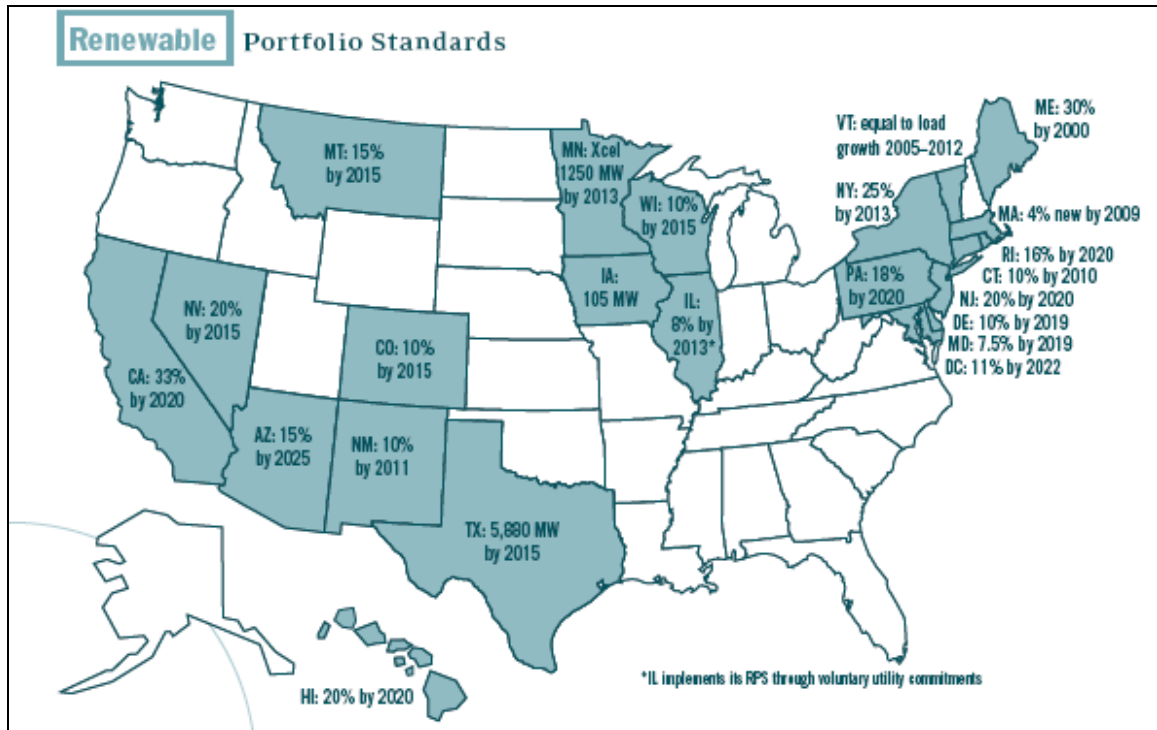 Renewable Portfolio Standards
ME: 30%
by 2000
VT: equal to load
growth 2005–2012
MT: 15%
by 2015
MN: Xcel
1250 MW
by 2013
WI: 10%
by 2015
NY: 25%
by 2013
MA: 4% new by 2009
RI: 16% by 2020
CT: 10% by 2010
NJ: 20% by 2020
DE: 10% by 2019
MD: 7.5% by 2019
DC: 11% by 2022
PA: 18%
by 2020
IA:
105 MW
IL:
8% by
2013*
NV: 20%
by 2015
CO: 10%
by 2015
CA: 33%
by 2020
AZ: 15%
by 2025
NM: 10%
by 2011
TX: 5,880 MW
by 2015
HI: 20% by 2020
*IL implements its RPS through voluntary utility commitments